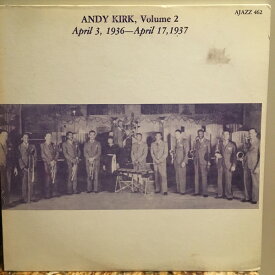 AJAZZ 462
ANDY KIRK, Volume 2
April 3, 1936—April 17,1937